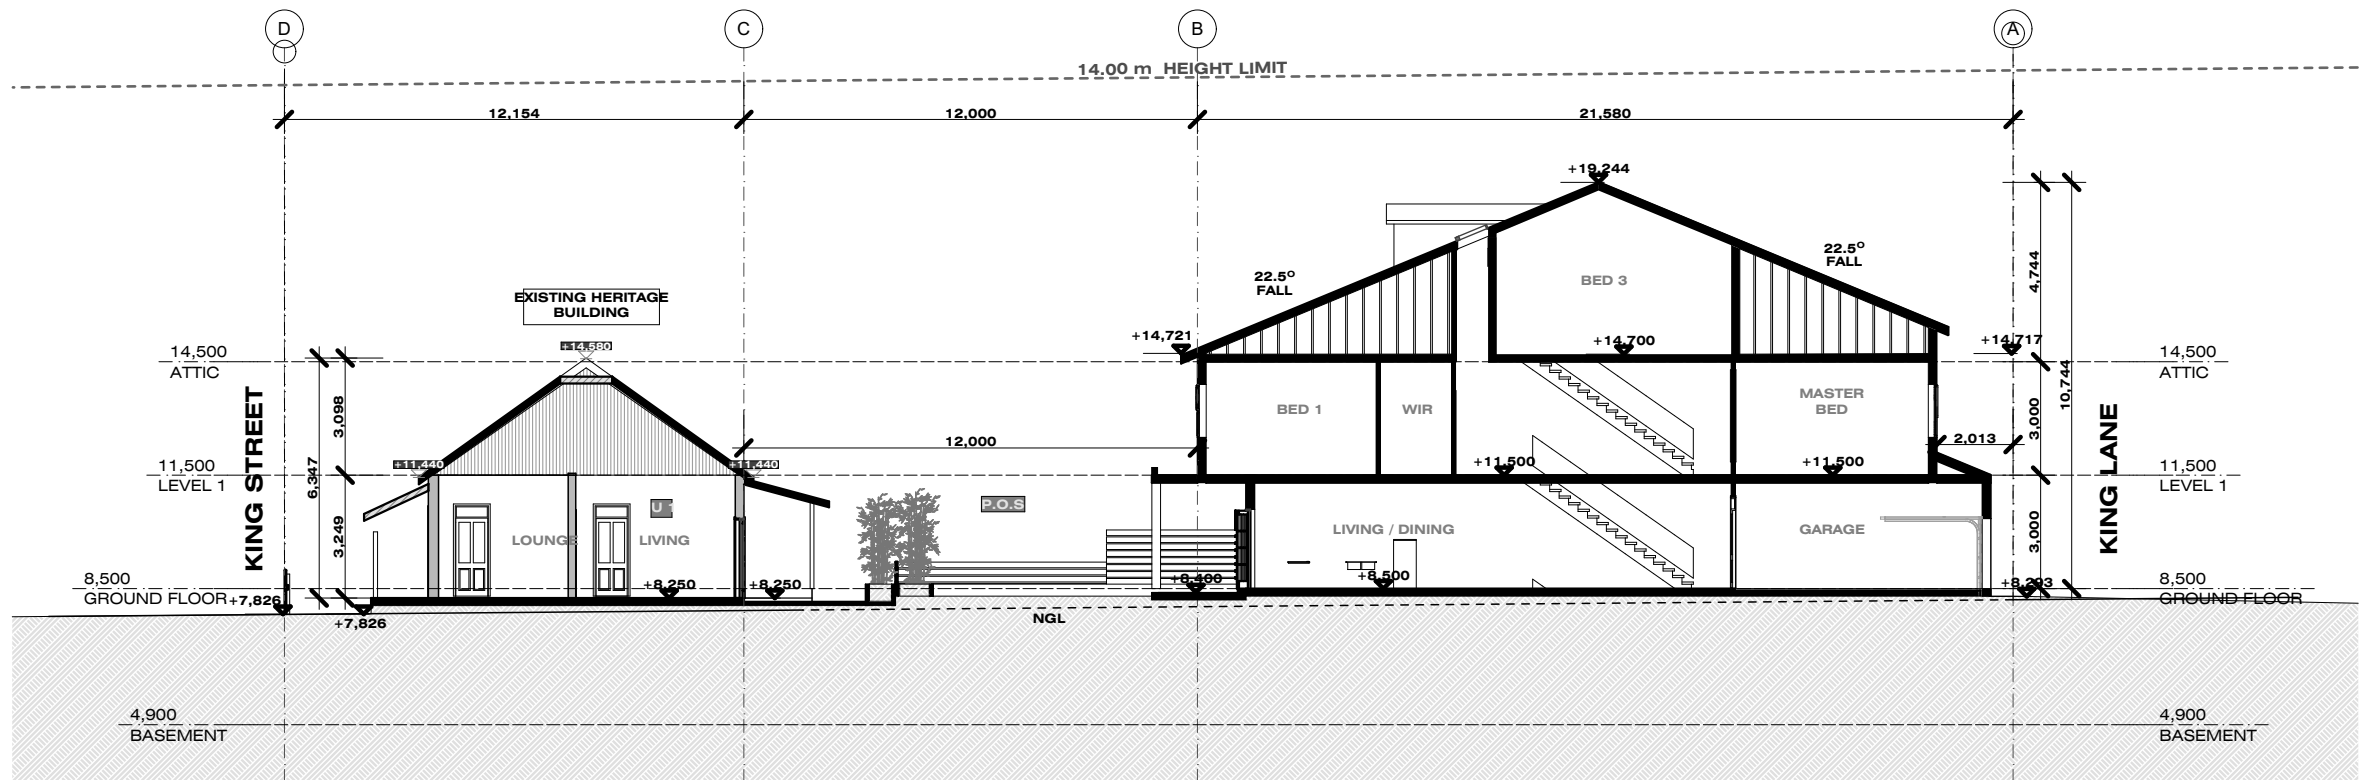 D
C
B
A
14.00 m HEIGHT LIMIT
12,154
12,000
21,580
+19,244
22.5°
FALL
22.5°
FALL
BED 3
4,744
EXISTING HERITAGE
BUILDING
+14,580
+14,721
+14,700
+14,717
14,500
ATTIC
14,500
ATTIC
KING STREET
6,347
3,098
3,249
BED 1
WIR
MASTER
BED
10,744
3,000
3,000
KING LANE
+11,440
+11,440
12,000
2,013
+11,500
+11,500
11,500
LEVEL 1
11,500
LEVEL 1
P.O.S
LOUNGE
LIVING
LIVING / DINING
GARAGE
8,500
GROUND FLOOR
+7,826
+7,826
+8,250
+8,250
+8,400
+8,500
+8,293
8,500
GROUND FLOOR
NGL
4,900
BASEMENT
4,900
BASEMENT